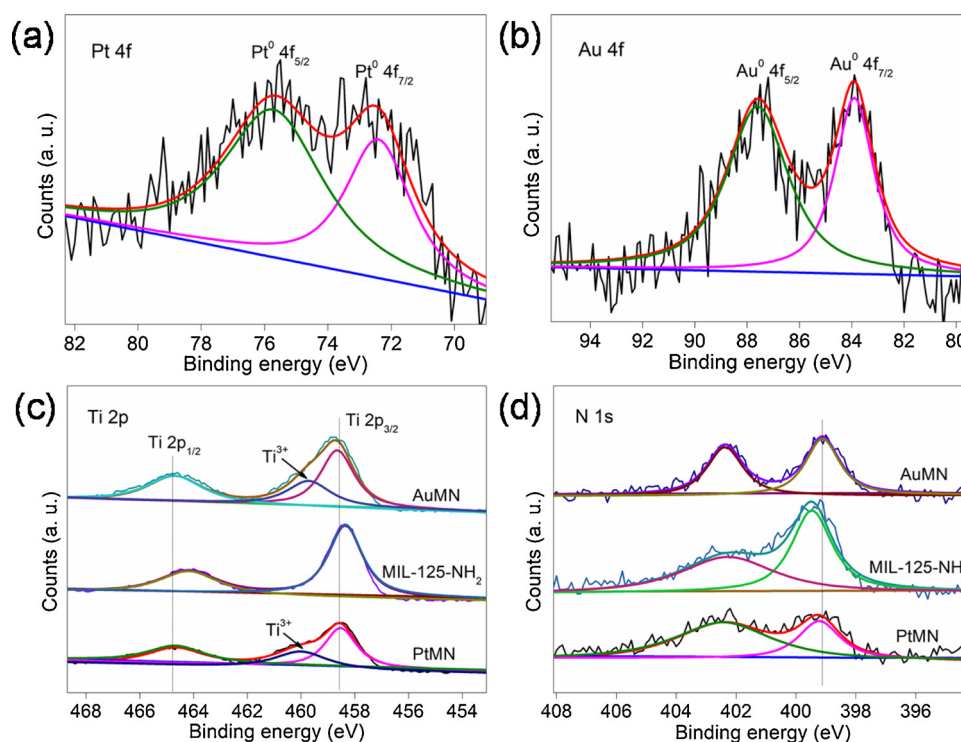 (a)
Pt 4f
Pt⁰ 4f5/2
Pt⁰ 4f7/2
Counts (a. u.)
82 80 78 76 74 72 70
Binding energy (eV)
(b)
Au 4f
Au⁰ 4f5/2
Au⁰ 4f7/2
Counts (a. u.)
94 92 90 88 86 84 82 80
Binding energy (eV)
(c)
Ti 2p
Ti 2p1/2
Ti 2p3/2
Ti³⁺
AuMN
MIL-125-NH2
Ti³⁺
PtMN
Counts (a. u.)
468 466 464 462 460 458 456 454
Binding energy (eV)
(d)
N 1s
AuMN
MIL-125-NH
PtMN
Counts (a. u.)
408 406 404 402 400 398 396
Binding energy (eV)